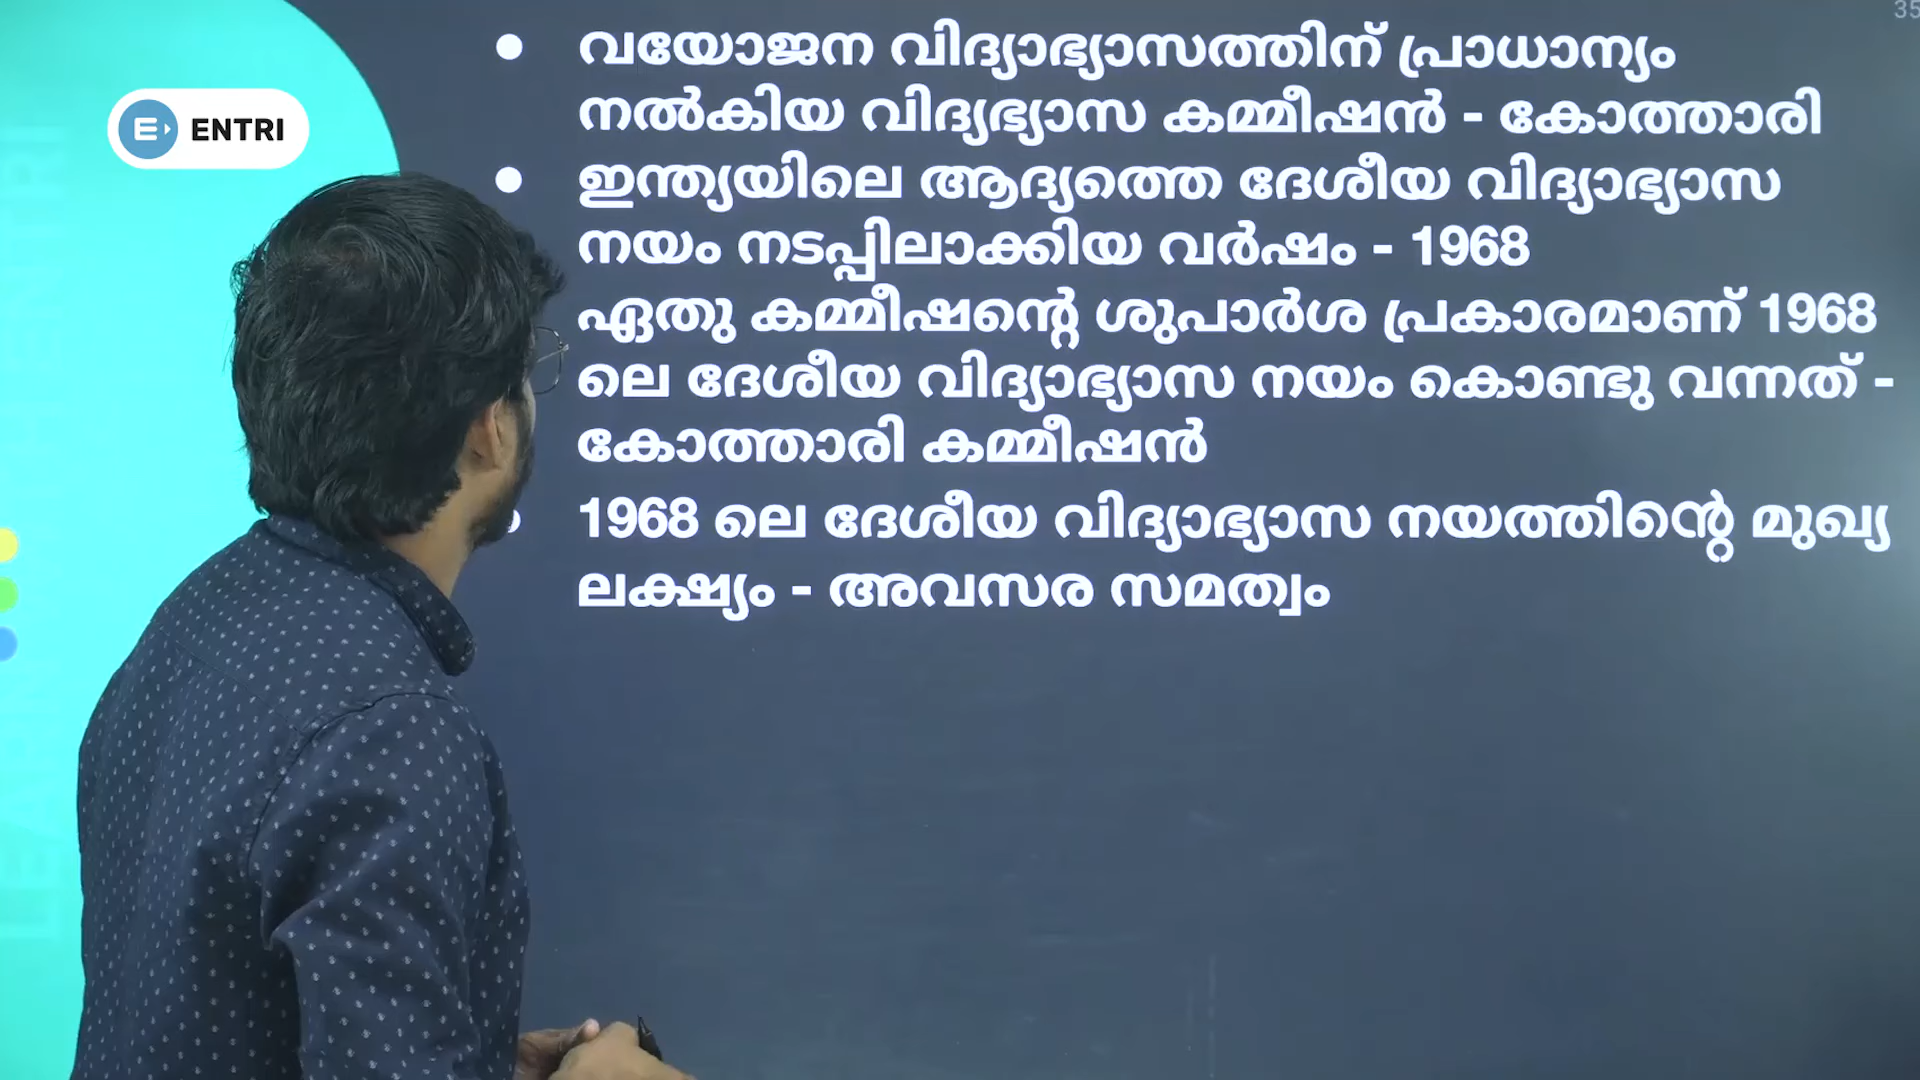 35
ENTRI
• വയോജന വിദ്യാഭ്യാസത്തിന് പ്രാധാന്യം
നൽകിയ വിദ്യഭ്യാസ കമ്മീഷൻ - കോത്താരി
• ഇന്ത്യയിലെ ആദ്യത്തെ ദേശീയ വിദ്യാഭ്യാസ
നയം നടപ്പിലാക്കിയ വർഷം - 1968
ഏതു കമ്മീഷന്റെ ശുപാർശ പ്രകാരമാണ് 1968
ലെ ദേശീയ വിദ്യാഭ്യാസ നയം കൊണ്ടു വന്നത് -
കോത്താരി കമ്മീഷൻ
• 1968 ലെ ദേശീയ വിദ്യാഭ്യാസ നയത്തിന്റെ മുഖ്യ
ലക്ഷ്യം - അവസര സമത്വം